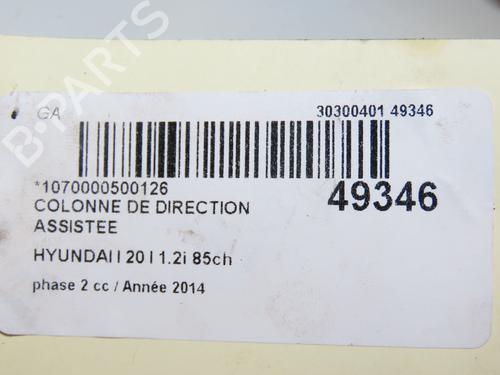 GA
30300401 49346
*1070000500126
49346
COLONNE DE DIRECTION
ASSISTEE
HYUNDAI I 20 I 1.2i 85ch
phase 2 cc / Année 2014
B-PARTS